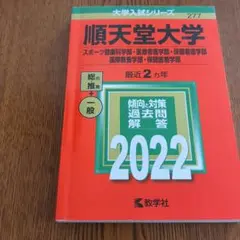 大学入試シリーズ
277
順天堂大学
スポーツ健康科学部・医療看護学部・保健看護学部
国際教養学部・保健医療学部
最近2カ年
総合
推薦
+
一般
傾向と対策
過去問
解答
2022
教学社